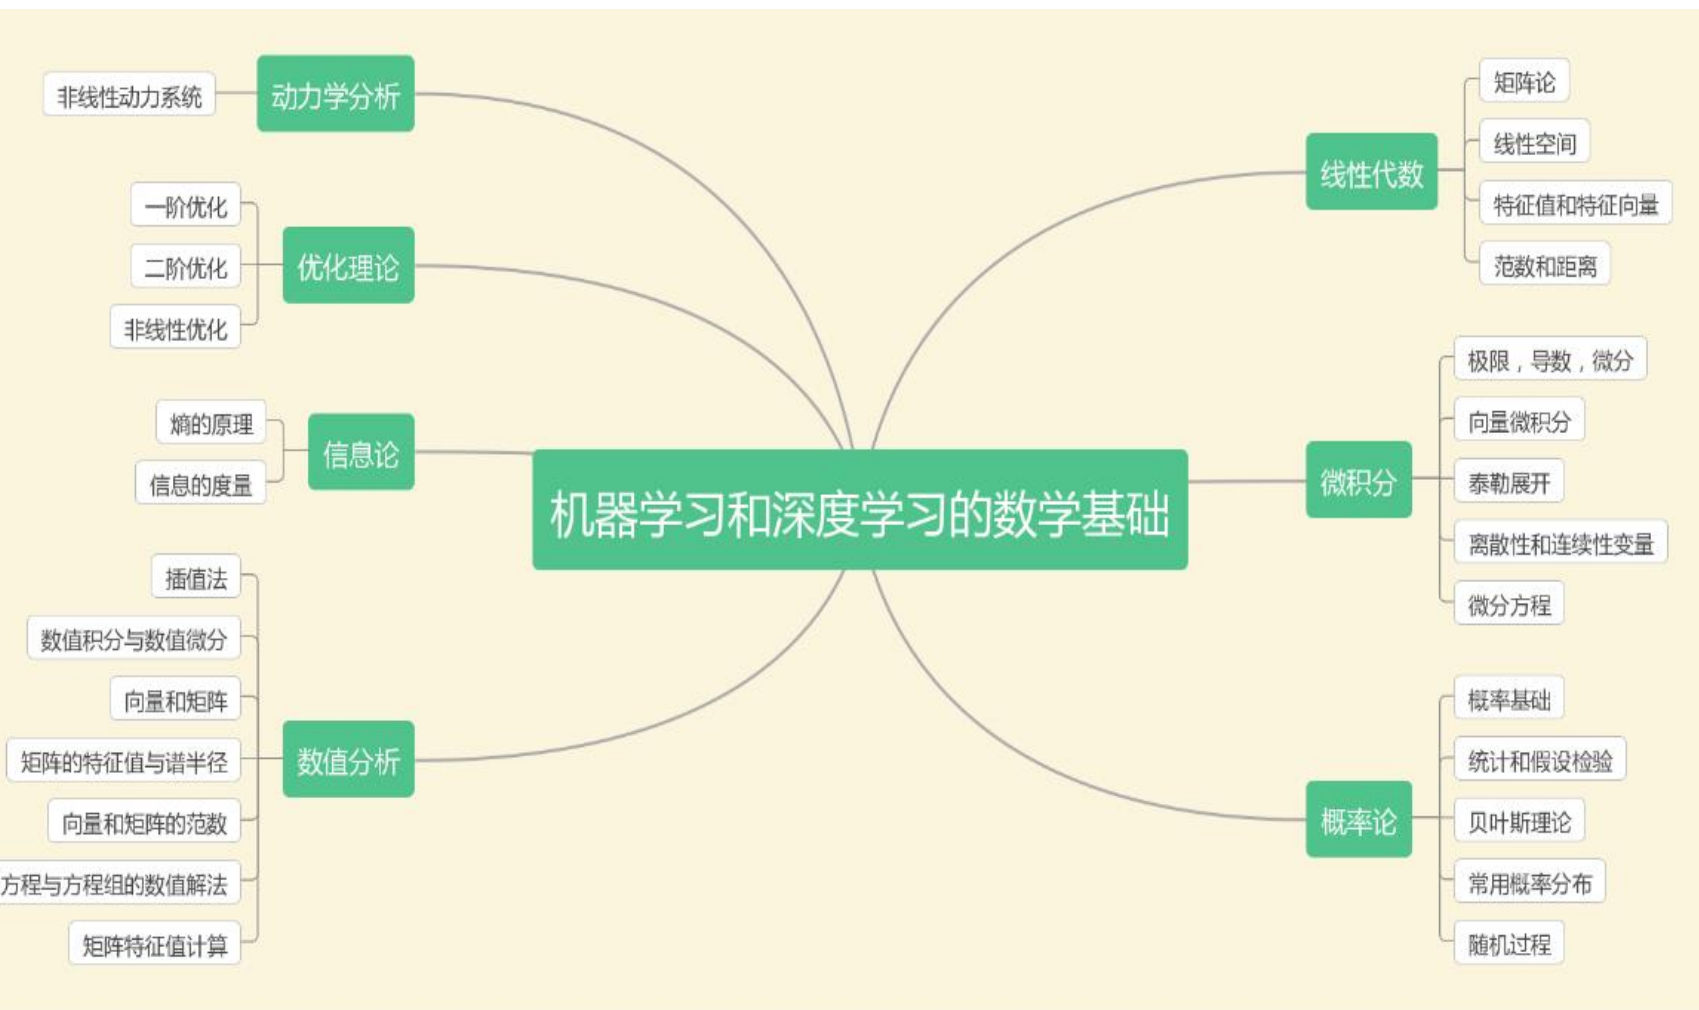 机器学习和深度学习的数学基础
动力学分析
非线性动力系统
优化理论
一阶优化
二阶优化
非线性优化
信息论
熵的原理
信息的度量
数值分析
插值法
数值积分与数值微分
向量和矩阵
矩阵的特征值与谱半径
向量和矩阵的范数
方程与方程组的数值解法
矩阵特征值计算
线性代数
矩阵论
线性空间
特征值和特征向量
范数和距离
微积分
极限，导数，微分
向量微积分
泰勒展开
离散性和连续性变量
微分方程
概率论
概率基础
统计和假设检验
贝叶斯理论
常用概率分布
随机过程